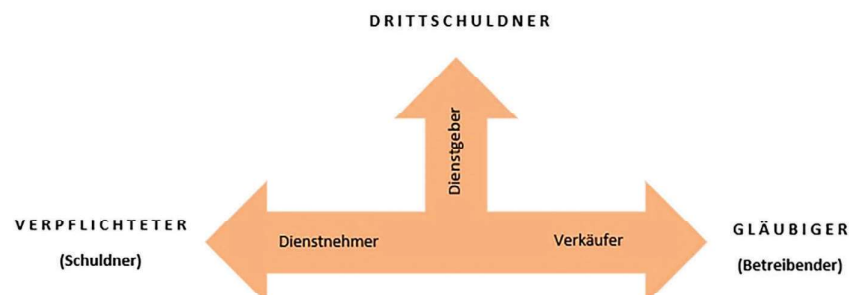 DRITTSCHULDNER
Dienstgeber
VERPFLICHTETER
(Schuldner)
Dienstnehmer
Verkäufer
GLÄUBIGER
(Betreibender)